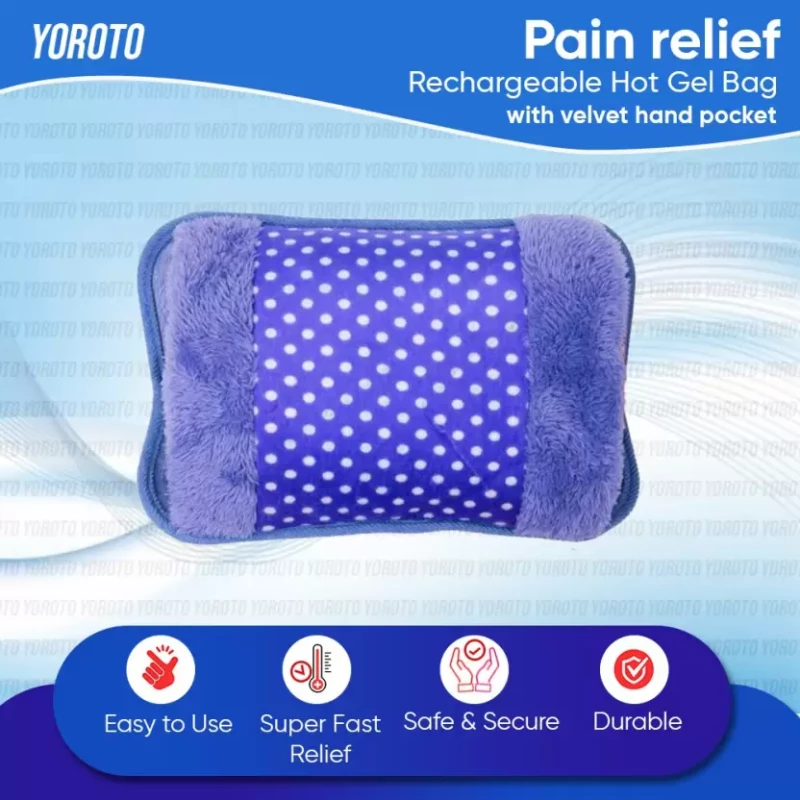 YOROTO
Pain relief
Rechargeable Hot Gel Bag
with velvet hand pocket
Easy to Use
Super Fast
Relief
Safe & Secure
Durable